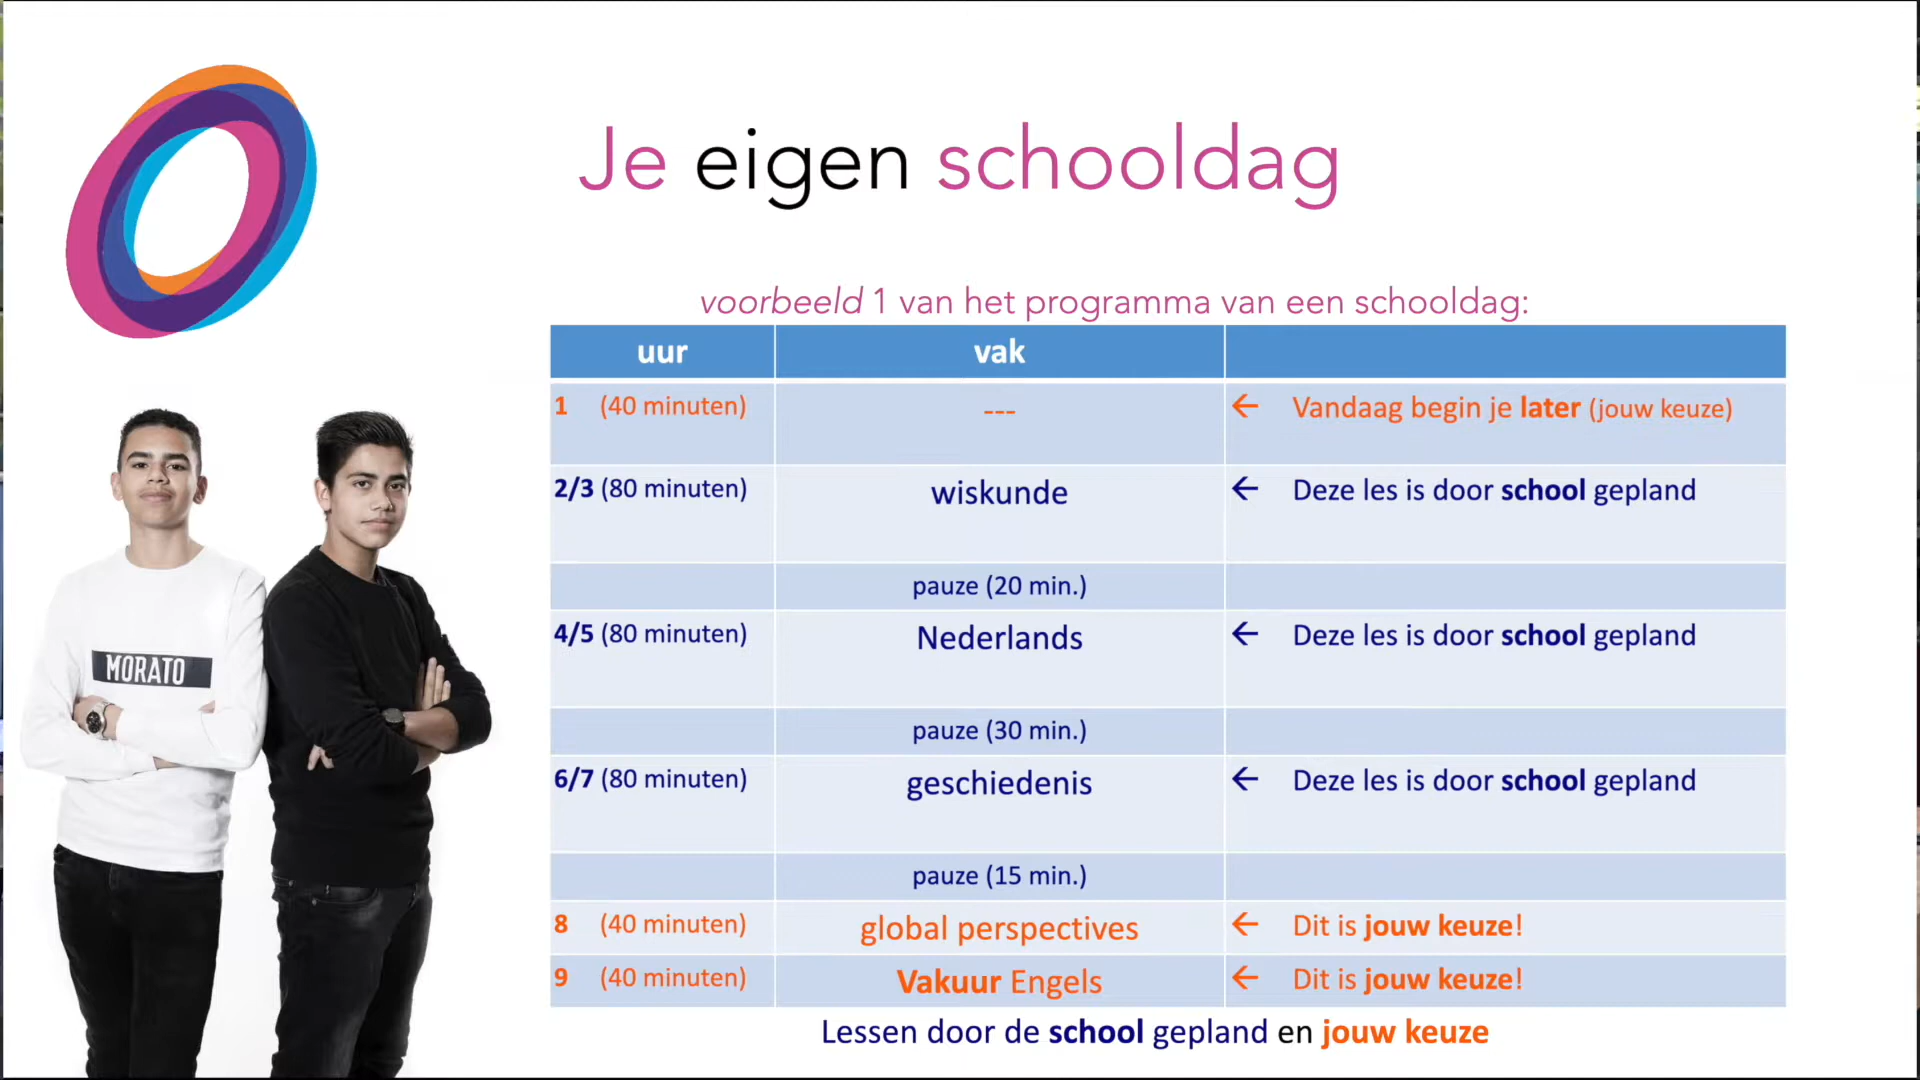 Je eigen schooldag
voorbeeld 1 van het programma van een schooldag:
uur vak
1 (40 minuten) --- ← Vandaag begin je later (jouw keuze)
2/3 (80 minuten) wiskunde ← Deze les is door school gepland
pauze (20 min.)
4/5 (80 minuten) Nederlands ← Deze les is door school gepland
pauze (30 min.)
6/7 (80 minuten) geschiedenis ← Deze les is door school gepland
pauze (15 min.)
8 (40 minuten) global perspectives ← Dit is jouw keuze!
9 (40 minuten) Vakuur Engels ← Dit is jouw keuze!
Lessen door de school gepland en jouw keuze
MORATO